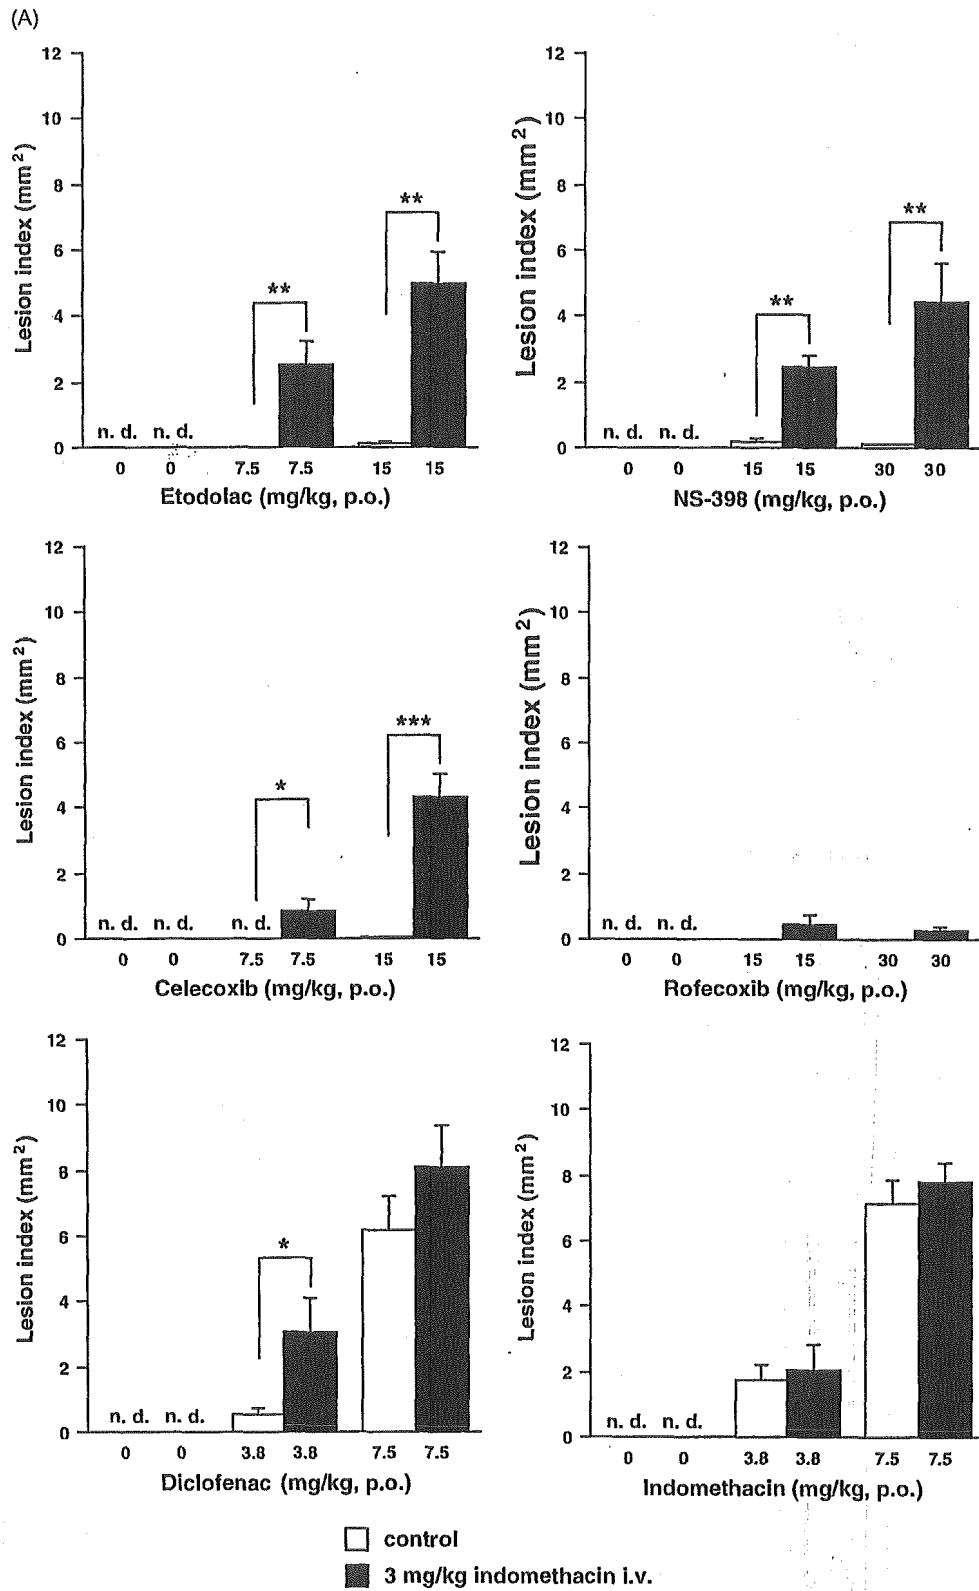 (A)
12
10
8
6
4
2
0
Lesion index (mm²)
**
**
n. d. n. d.
0 0 7.5 7.5 15 15
Etodolac (mg/kg, p.o.)
12
10
8
6
4
2
0
Lesion index (mm²)
**
**
n. d. n. d.
0 0 15 15 30 30
NS-398 (mg/kg, p.o.)
12
10
8
6
4
2
0
Lesion index (mm²)
*
***
n. d. n. d. n. d.
0 0 7.5 7.5 15 15
Celecoxib (mg/kg, p.o.)
12
10
8
6
4
2
0
Lesion index (mm²)
n. d. n. d.
0 0 15 15 30 30
Rofecoxib (mg/kg, p.o.)
12
10
8
6
4
2
0
Lesion index (mm²)
*
n. d. n. d.
0 0 3.8 3.8 7.5 7.5
Diclofenac (mg/kg, p.o.)
12
10
8
6
4
2
0
Lesion index (mm²)
n. d. n. d.
0 0 3.8 3.8 7.5 7.5
Indomethacin (mg/kg, p.o.)
control
3 mg/kg indomethacin i.v.